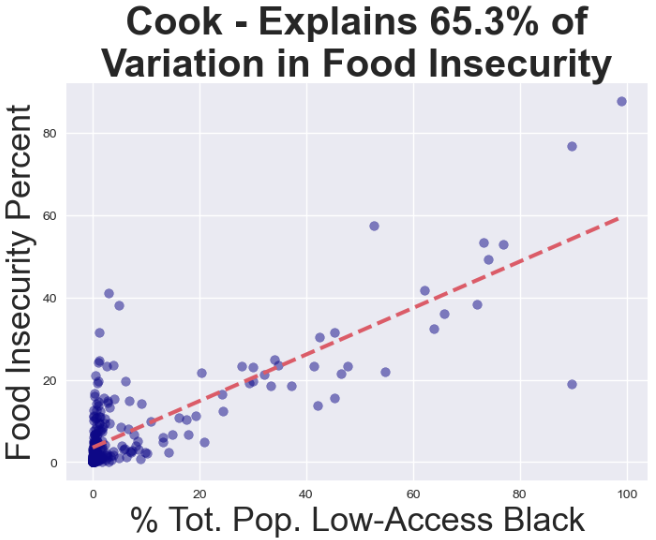 Cook - Explains 65.3% of
Variation in Food Insecurity
Food Insecurity Percent
80
60
40
20
0
0 20 40 60 80 100
% Tot. Pop. Low-Access Black